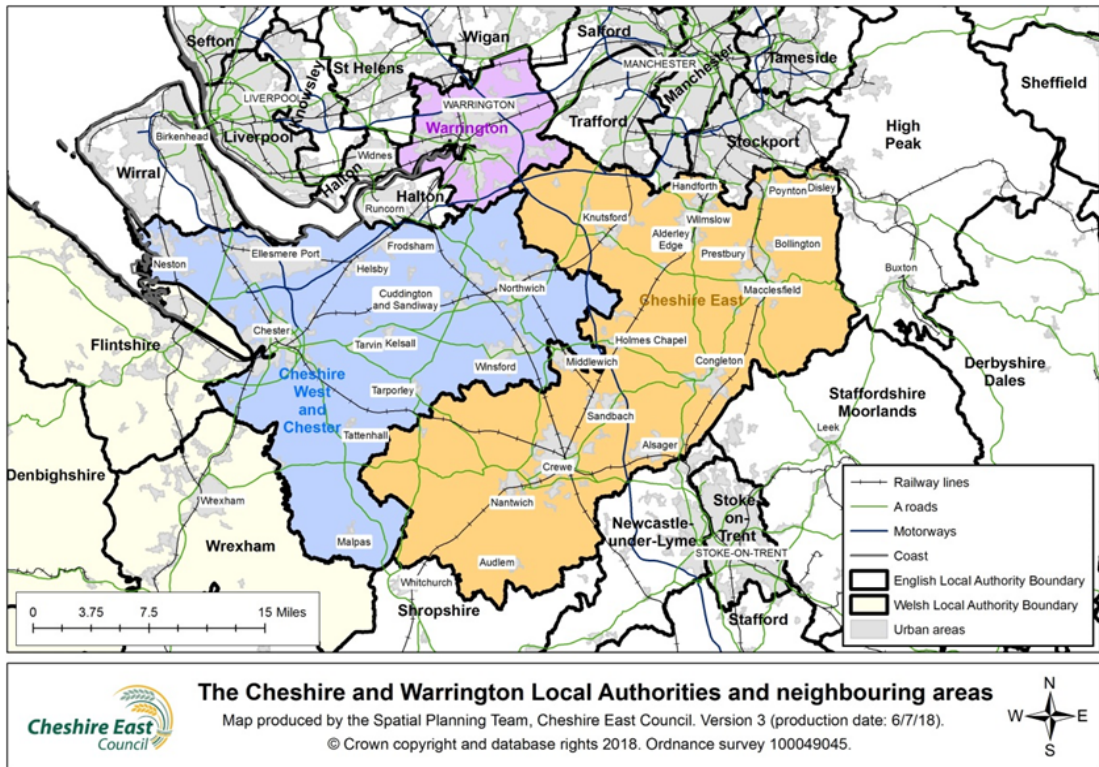 Sefton
Wigan
Salford
Tameside
St Helens
Knowsley
MANCHESTER
Manchester
Sheffield
LIVERPOOL
WARRINGTON
Warrington
Trafford
High
Peak
Birkenhead
Liverpool
Widnes
Stockport
Wirral
Halton
Halton
Runcorn
Handforth
Poynton
Disley
Knutsford
Wilmslow
Alderley
Edge
Prestbury
Bollington
Neston
Ellesmere Port
Frodsham
Helsby
Buxton
Cuddington
and Sandiway
Northwich
Gheshire East
Macclesfield
Chester
Flintshire
Tarvin
Kelsall
Holmes Chapel
Winsford
Middlewich
Congleton
Derbyshire
Dales
Cheshire
West
and
Chester
Tarporley
Staffordshire
Moorlands
Sandbach
Leek
Tattenhall
Alsager
Denbighshire
Crewe
Wrexham
Nantwich
Stoke-
on-
Trent
Newcastle-
under-Lyme
STOKE-ON-TRENT
Wrexham
Malpas
Audlem
Whitchurch
Shropshire
Stafford
Railway lines
A roads
Motorways
Coast
English Local Authority Boundary
Welsh Local Authority Boundary
Urban areas
0 3.75 7.5 15 Miles
Cheshire East
Council
The Cheshire and Warrington Local Authorities and neighbouring areas
Map produced by the Spatial Planning Team, Cheshire East Council. Version 3 (production date: 6/7/18).
© Crown copyright and database rights 2018. Ordnance survey 100049045.
N
W E
S